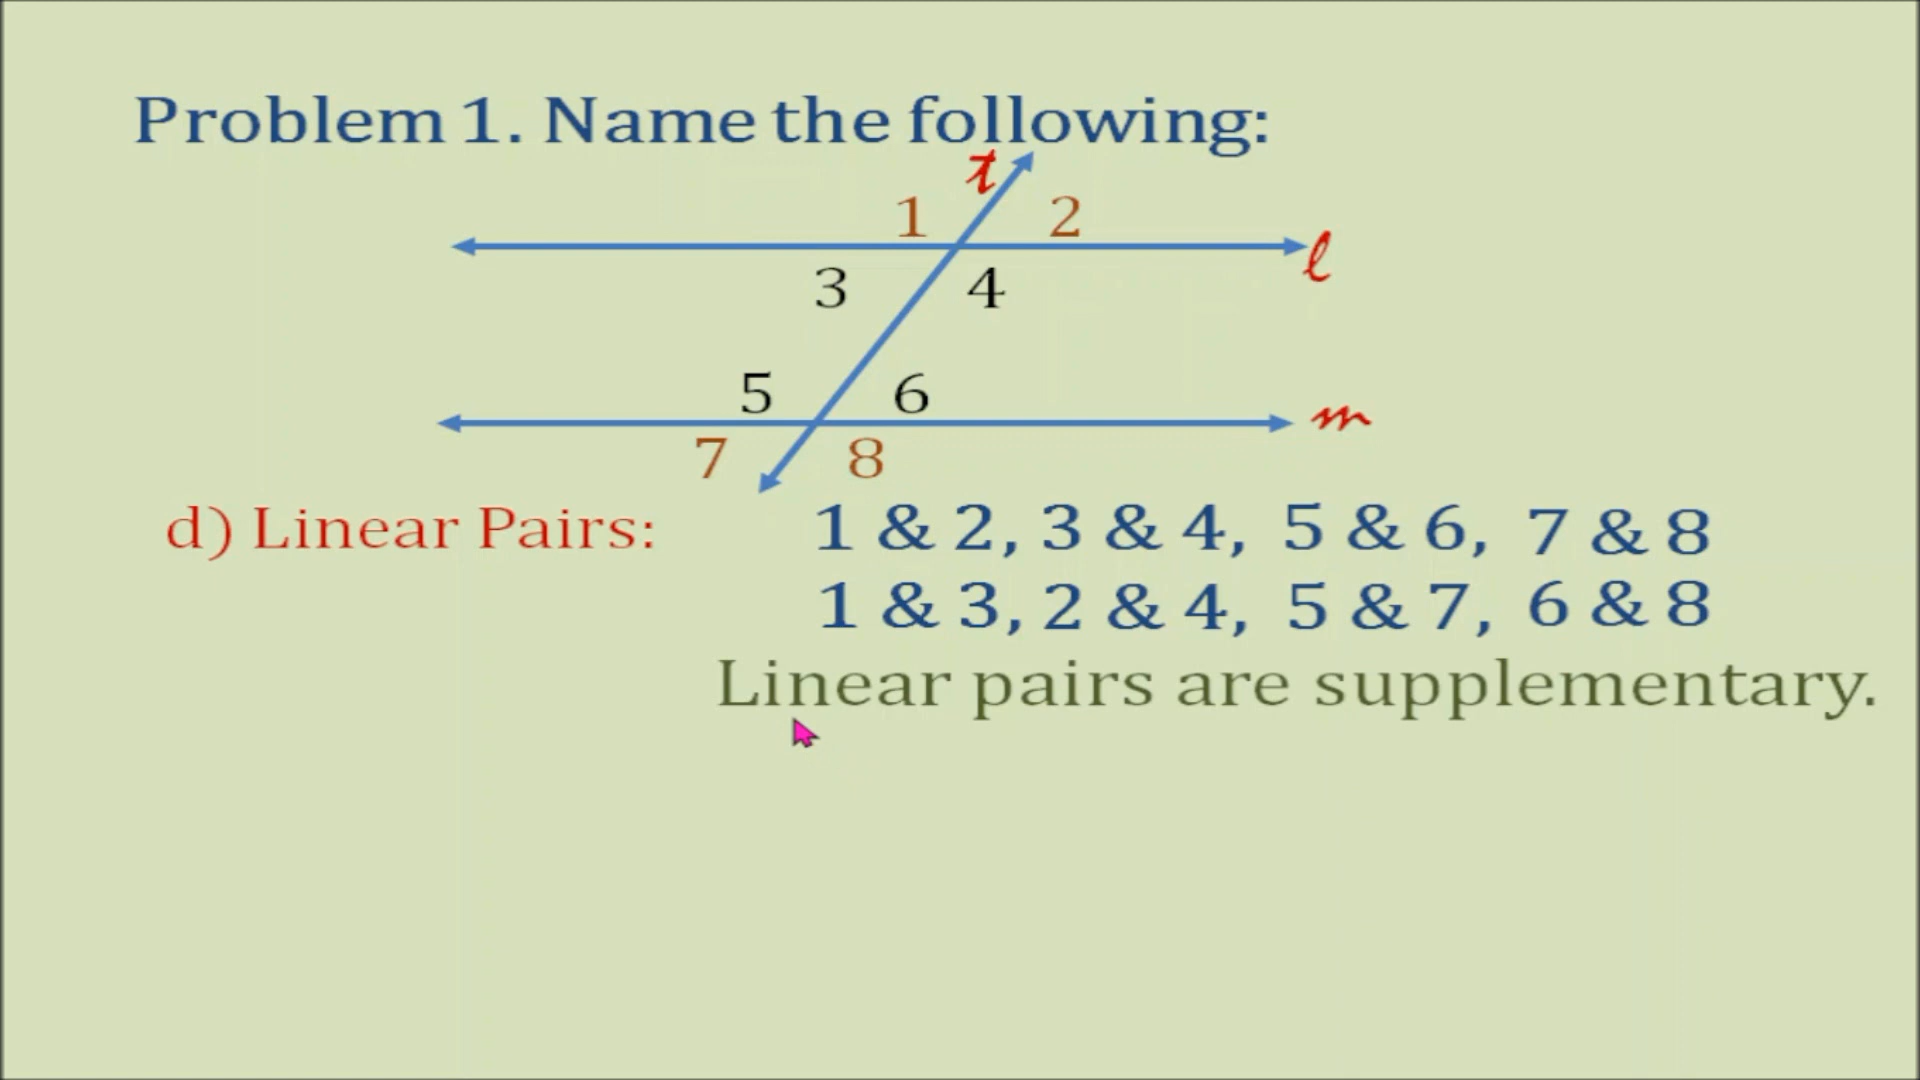 Problem 1. Name the following:
t
1 2
l
3 4
5 6
m
7 8
d) Linear Pairs: 1 & 2, 3 & 4, 5 & 6, 7 & 8
1 & 3, 2 & 4, 5 & 7, 6 & 8
Linear pairs are supplementary.